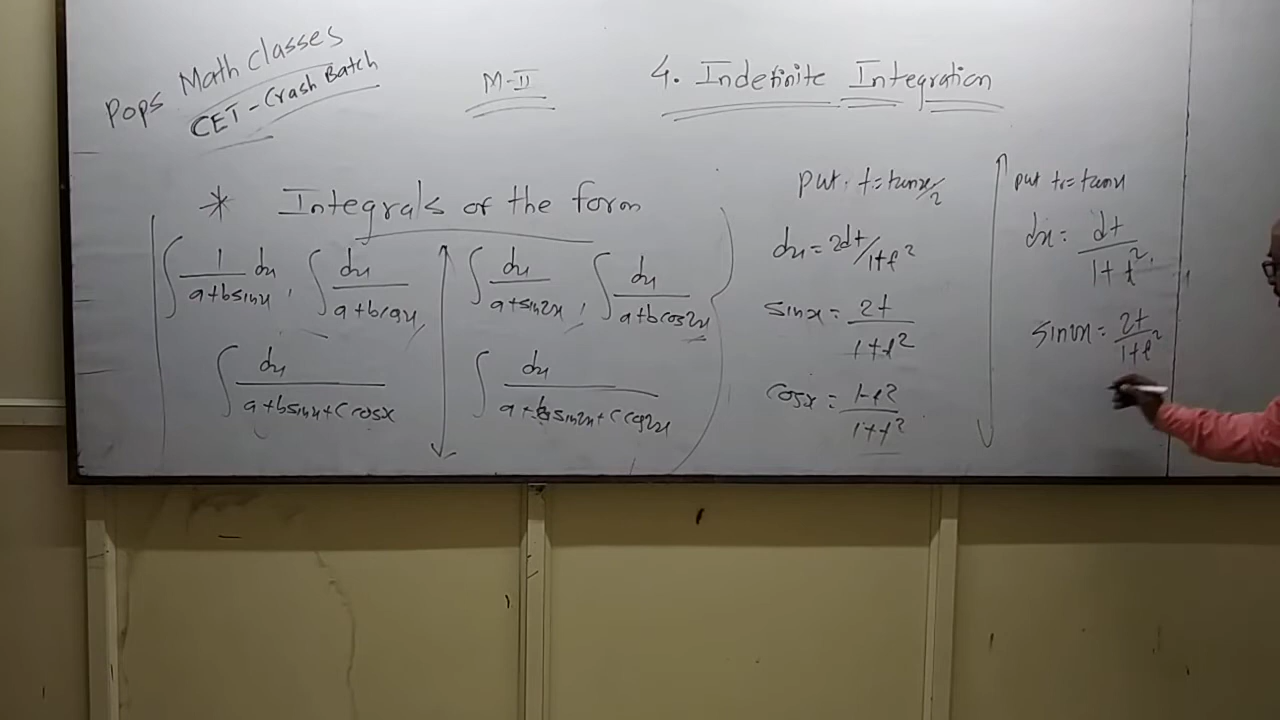 Pops Math Classes
CET - Crash Batch
M-II
4. Indefinite Integration
* Integrals of the form
∫ 1/(a+bsinx) dx, ∫ dx/(a+bcosx),
∫ dx/(a+bsinx+c cosx)
∫ dx/(a+sin2x), ∫ dx/(a+bcos2x)
∫ dx/(a+bsin2x+c cos2x)
put t=tanx/2
dx=2dt/1+t²
sinx= 2t/1+t²
cosx= 1-t²/1+t²
put t=tanx
dx= dt/1+t²
sin2x= 2t/1+t²